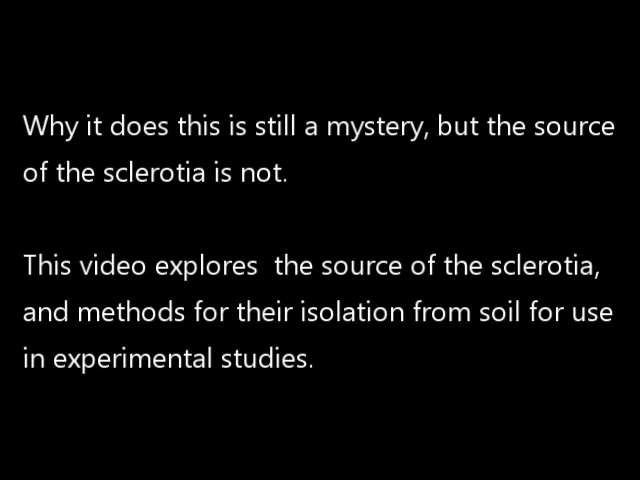 Why it does this is still a mystery, but the source
of the sclerotia is not.
This video explores  the source of the sclerotia,
and methods for their isolation from soil for use
in experimental studies.